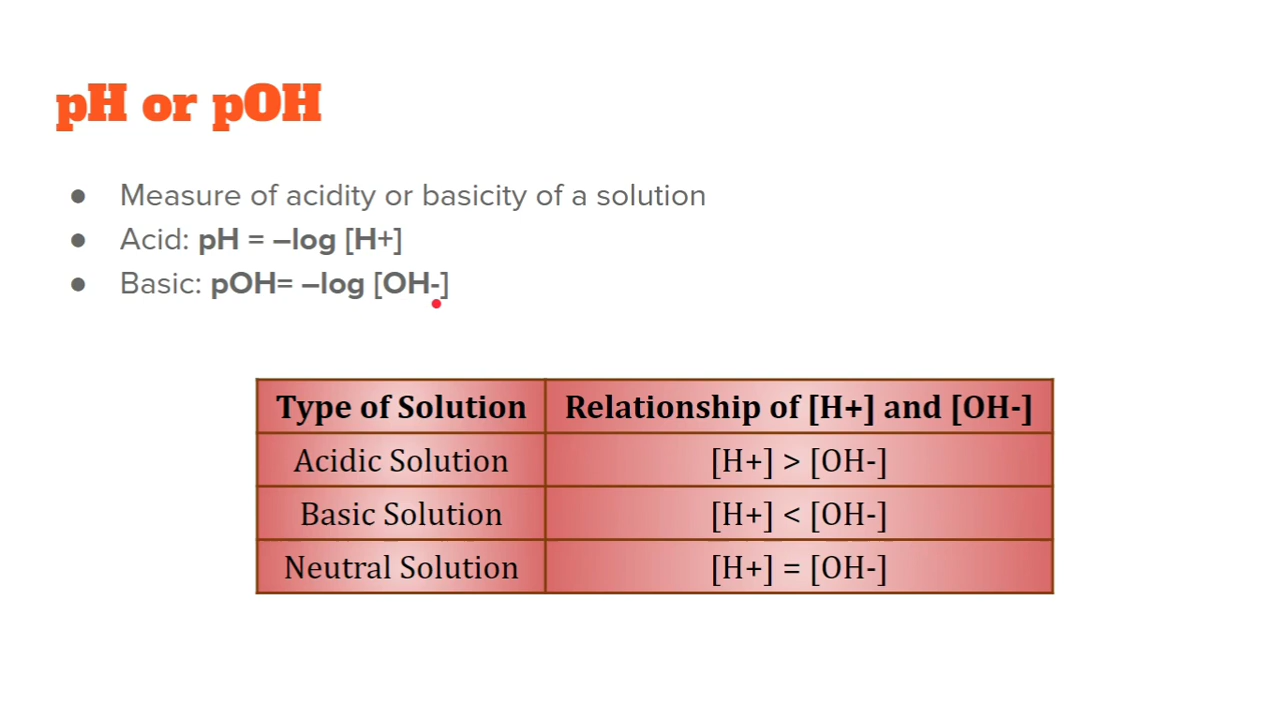 pH or pOH
● Measure of acidity or basicity of a solution
● Acid: pH = –log [H+]
● Basic: pOH= –log [OH-]
Type of Solution Relationship of [H+] and [OH-]
Acidic Solution [H+] > [OH-]
Basic Solution [H+] < [OH-]
Neutral Solution [H+] = [OH-]